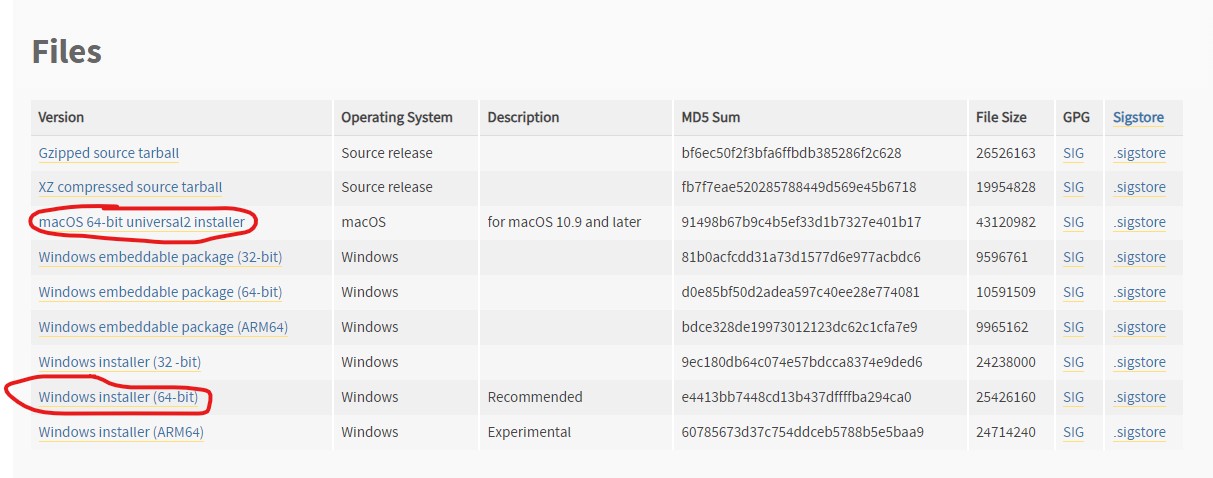 Files
Version Operating System Description MD5 Sum File Size GPG Sigstore
Gzipped source tarball Source release bf6ec50f2f3bfa6ffbdb385286f2c628 26526163 SIG .sigstore
XZ compressed source tarball Source release fb7f7eae520285788449d569e45b6718 19954828 SIG .sigstore
macOS 64-bit universal2 installer macOS for macOS 10.9 and later 91498b67b9c4b5ef33d1b7327e401b17 43120982 SIG .sigstore
Windows embeddable package (32-bit) Windows 81b0acfcdd31a73d1577d6e977acbdc6 9596761 SIG .sigstore
Windows embeddable package (64-bit) Windows d0e85bf50d2adea597c40ee28e774081 10591509 SIG .sigstore
Windows embeddable package (ARM64) Windows bdce328de19973012123dc62c1cfa7e9 9965162 SIG .sigstore
Windows installer (32 -bit) Windows 9ec180db64c074e57bdcca8374e9ded6 24238000 SIG .sigstore
Windows installer (64-bit) Windows Recommended e4413bb7448cd13b437dffffba294ca0 25426160 SIG .sigstore
Windows installer (ARM64) Windows Experimental 60785673d37c754ddceb5788b5e5baa9 24714240 SIG .sigstore